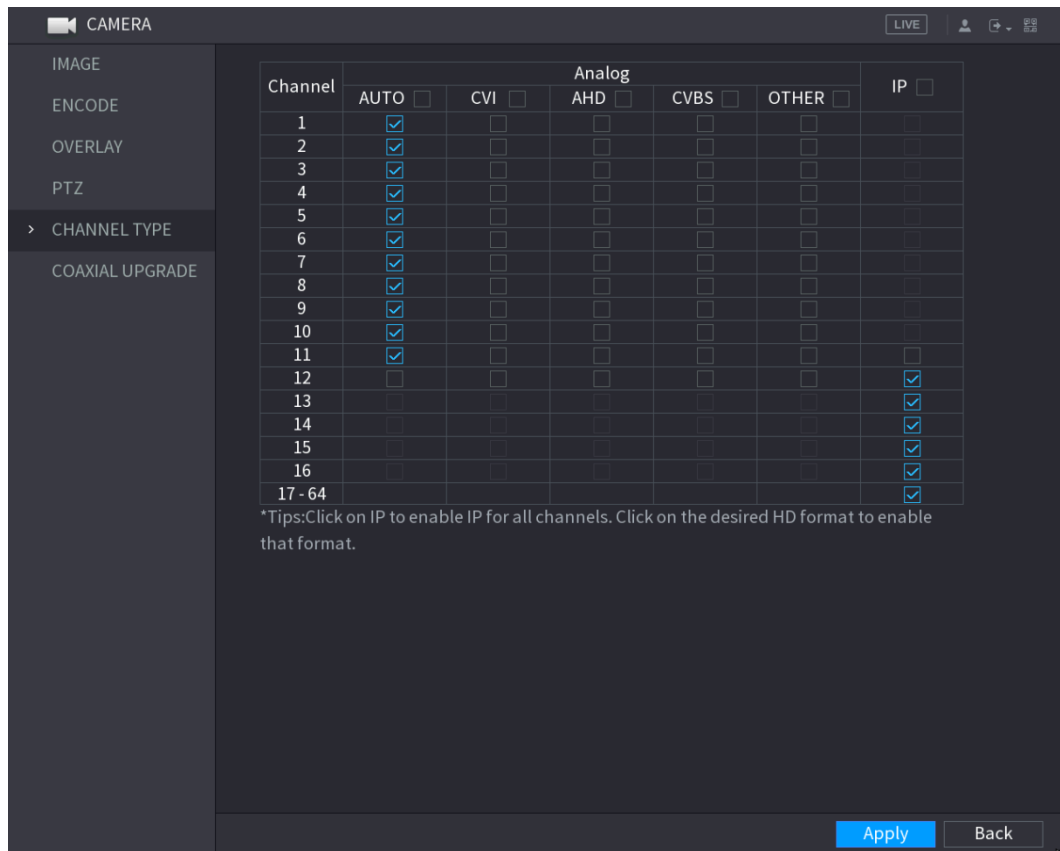 CAMERA
LIVE
IMAGE
ENCODE
OVERLAY
PTZ
> CHANNEL TYPE
COAXIAL UPGRADE
Channel Analog IP
AUTO CVI AHD CVBS OTHER
1
2
3
4
5
6
7
8
9
10
11
12
13
14
15
16
17 - 64
*Tips:Click on IP to enable IP for all channels. Click on the desired HD format to enable
that format.
Apply Back